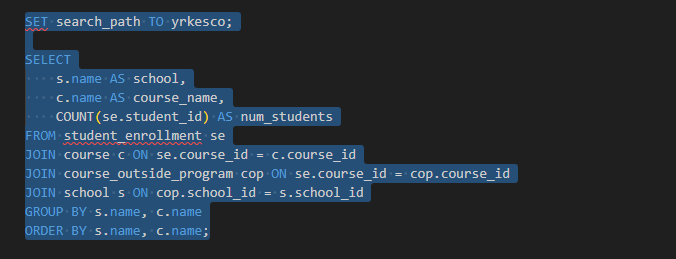 SET search_path TO yrkesco;

SELECT
    s.name AS school,
    c.name AS course_name,
    COUNT(se.student_id) AS num_students
FROM student_enrollment se
JOIN course c ON se.course_id = c.course_id
JOIN course_outside_program cop ON se.course_id = cop.course_id
JOIN school s ON cop.school_id = s.school_id
GROUP BY s.name, c.name
ORDER BY s.name, c.name;